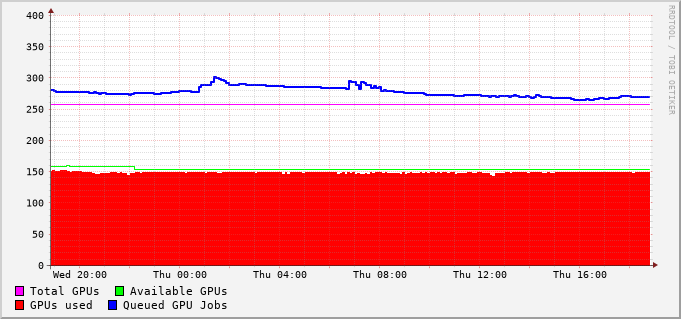 400
350
300
250
200
150
100
50
0
Wed 20:00 Thu 00:00 Thu 04:00 Thu 08:00 Thu 12:00 Thu 16:00
Total GPUs Available GPUs
GPUs used Queued GPU Jobs
RRDTOOL / TOBI OETIKER